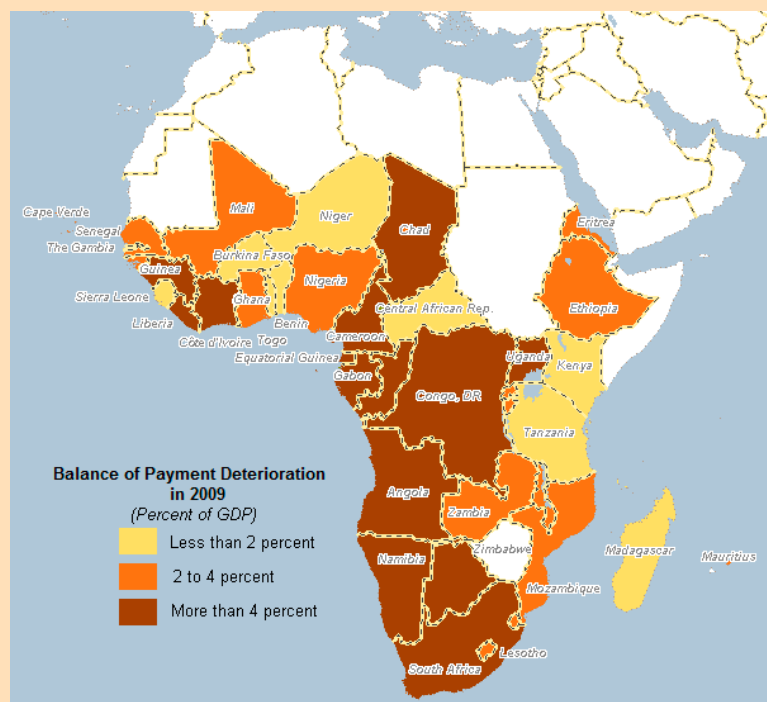 Cape Verde
Mali
Niger
Chad
Eritrea
Senegal
The Gambia
Burkina Faso
Guinea
Nigeria
Ghana
Sierra Leone
Ethiopia
Central African Rep.
Liberia
Benin
Cameroon
Côte d'Ivoire
Togo
Uganda
Equatorial Guinea
Kenya
Gabon
Congo, DR
Tanzania
Balance of Payment Deterioration
in 2009
(Percent of GDP)
Less than 2 percent
2 to 4 percent
More than 4 percent
Angola
Zambia
Zimbabwe
Madagascar
Mauritius
Namibia
Mozambique
Lesotho
South Africa